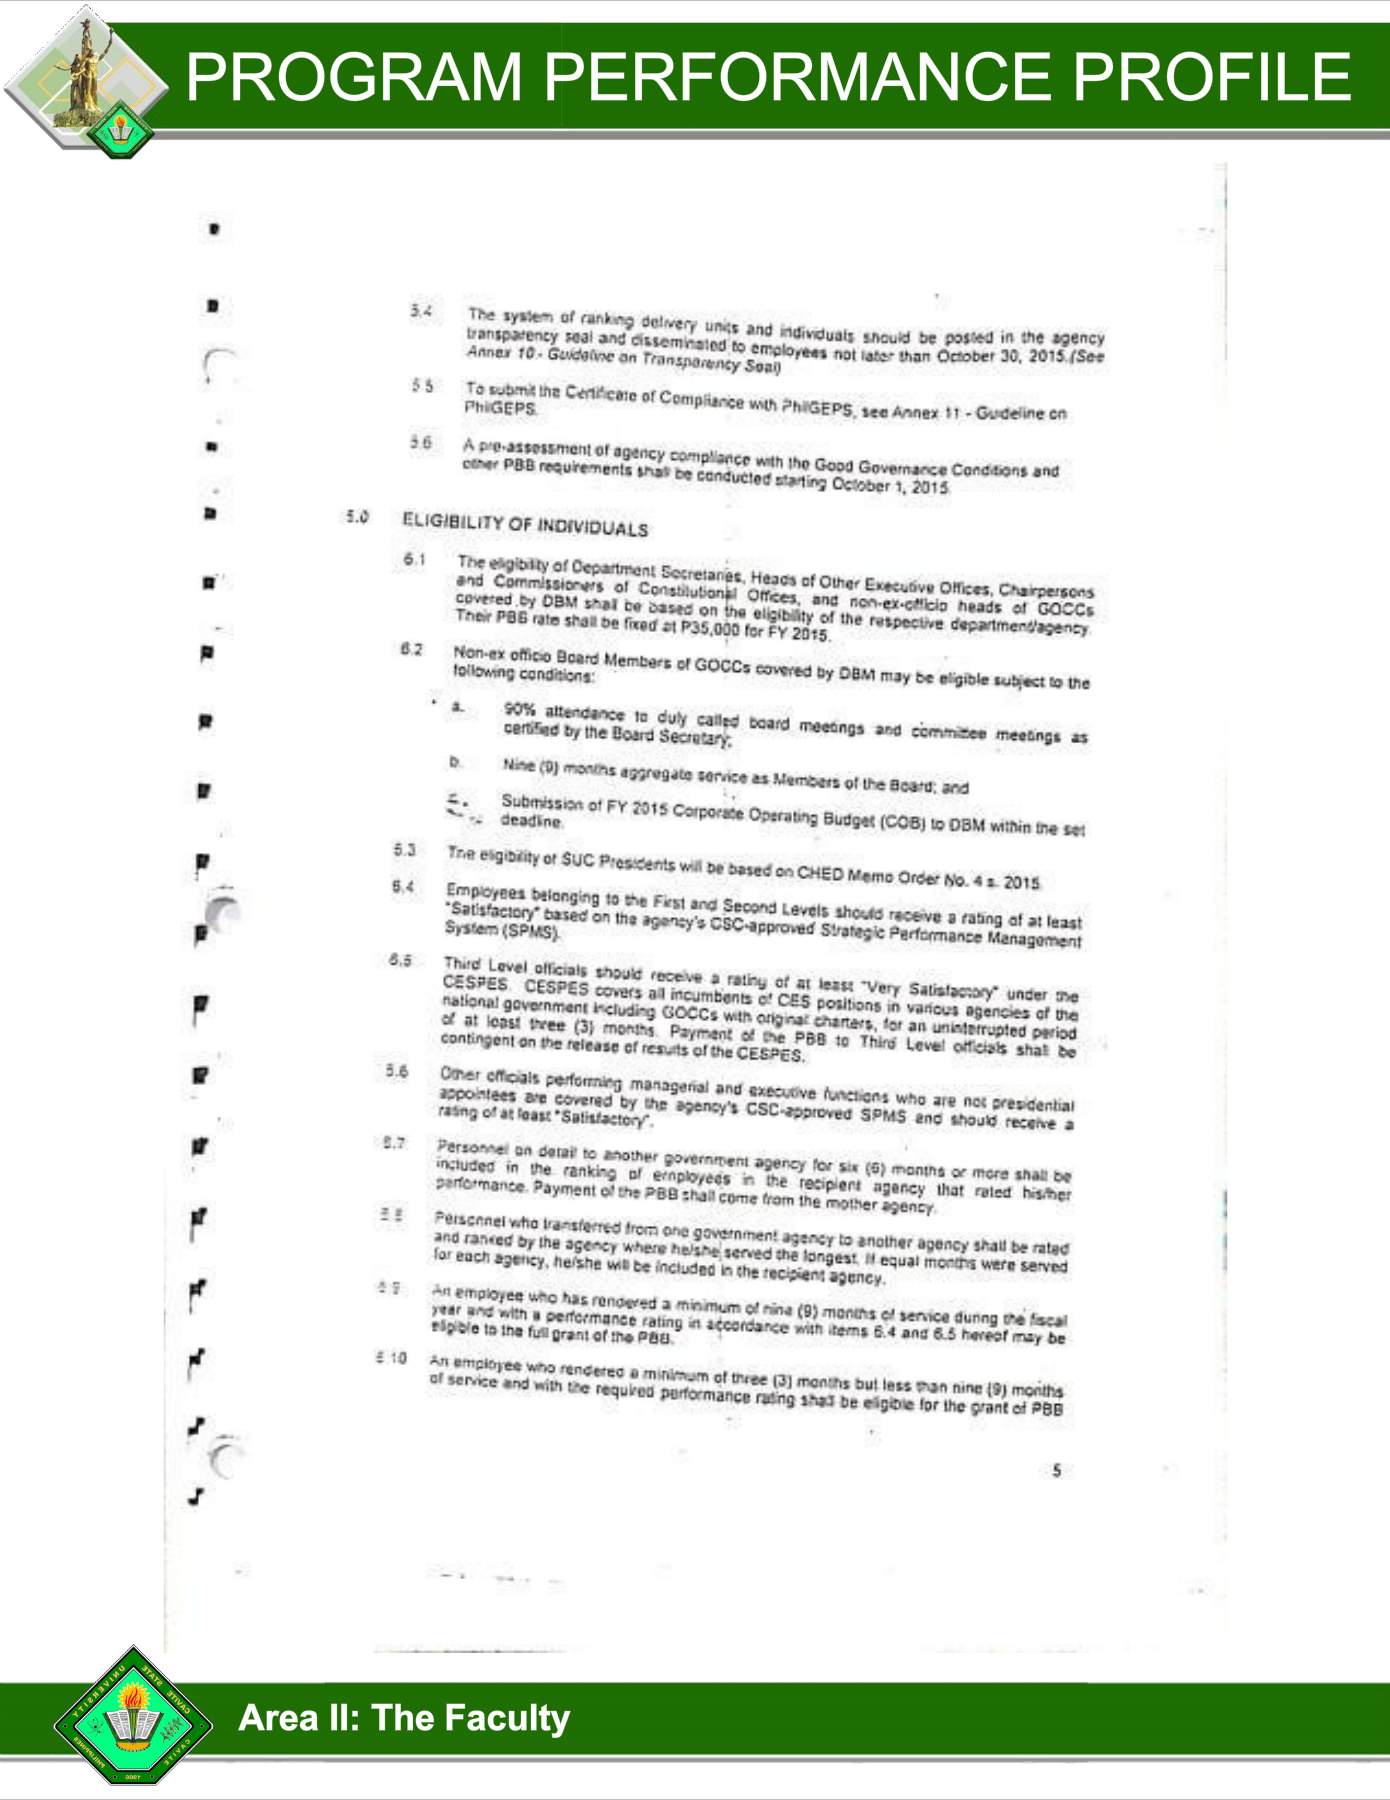 PROGRAM PERFORMANCE PROFILE
5.4 The system of ranking delivery units and individuals should be posted in the agency
transparency seal and disseminated to employees not later than October 30, 2015.(See
Annex 10 - Guideline on Transparency Seal)
5.5 To submit the Certificate of Compliance with PhilGEPS, see Annex 11 - Guideline on
PhilGEPS.
5.6 A pre-assessment of agency compliance with the Good Governance Conditions and
other PBB requirements shall be conducted starting October 1, 2015.
6.0 ELIGIBILITY OF INDIVIDUALS
6.1 The eligibility of Department Secretaries, Heads of Other Executive Offices, Chairpersons
and Commissioners of Constitutional Offices, and non-ex-officio heads of GOCCs
covered by DBM shall be based on the eligibility of the respective department/agency.
Their PBB rate shall be fixed at P35,000 for FY 2015.
6.2 Non-ex officio Board Members of GOCCs covered by DBM may be eligible subject to the
following conditions:
a. 90% attendance to duly called board meetings and committee meetings as
certified by the Board Secretary;
b. Nine (9) months aggregate service as Members of the Board; and
c. Submission of FY 2015 Corporate Operating Budget (COB) to DBM within the set
deadline.
6.3 The eligibility of SUC Presidents will be based on CHED Memo Order No. 4 s. 2015.
6.4 Employees belonging to the First and Second Levels should receive a rating of at least
"Satisfactory" based on the agency's CSC-approved Strategic Performance Management
System (SPMS).
6.5 Third Level officials should receive a rating of at least "Very Satisfactory" under the
CESPES. CESPES covers all incumbents of CES positions in various agencies of the
national government including GOCCs with original charters, for an uninterrupted period
of at least three (3) months. Payment of the PBB to Third Level officials shall be
contingent on the release of results of the CESPES.
6.6 Other officials performing managerial and executive functions who are not presidential
appointees are covered by the agency's CSC-approved SPMS and should receive a
rating of at least "Satisfactory".
6.7 Personnel on detail to another government agency for six (6) months or more shall be
included in the ranking of employees in the recipient agency that rated his/her
performance. Payment of the PBB shall come from the mother agency.
6.8 Personnel who transferred from one government agency to another agency shall be rated
and ranked by the agency where he/she served the longest. If equal months were served
for each agency, he/she will be included in the recipient agency.
6.9 An employee who has rendered a minimum of nine (9) months of service during the fiscal
year and with a performance rating in accordance with items 6.4 and 6.5 hereof may be
eligible to the full grant of the PBB.
6.10 An employee who rendered a minimum of three (3) months but less than nine (9) months
of service and with the required performance rating shall be eligible for the grant of PBB
5
CAVITE STATE UNIVERSITY
CAVITE
PHILIPPINES
1906
Area II: The Faculty